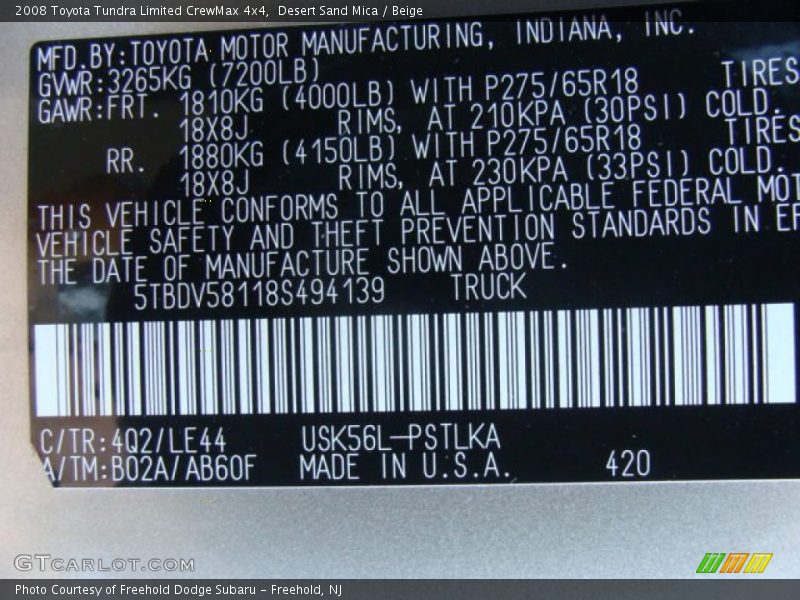 2008 Toyota Tundra Limited CrewMax 4x4, Desert Sand Mica / Beige
MFD.BY:TOYOTA MOTOR MANUFACTURING, INDIANA, INC.
GVWR:3265KG (7200LB)
GAWR:FRT. 1810KG (4000LB) WITH P275/65R18 TIRES
18X8J RIMS, AT 210KPA (30PSI) COLD.
RR. 1880KG (4150LB) WITH P275/65R18 TIRES
18X8J RIMS, AT 230KPA (33PSI) COLD.
THIS VEHICLE CONFORMS TO ALL APPLICABLE FEDERAL MOT
VEHICLE SAFETY AND THEFT PREVENTION STANDARDS IN EF
THE DATE OF MANUFACTURE SHOWN ABOVE.
5TBDV58118S494139 TRUCK
C/TR:4Q2/LE44 USK56L-PSTLKA
A/TM:B02A/AB60F MADE IN U.S.A. 420
GTCARLOT.COM
Photo Courtesy of Freehold Dodge Subaru - Freehold, NJ